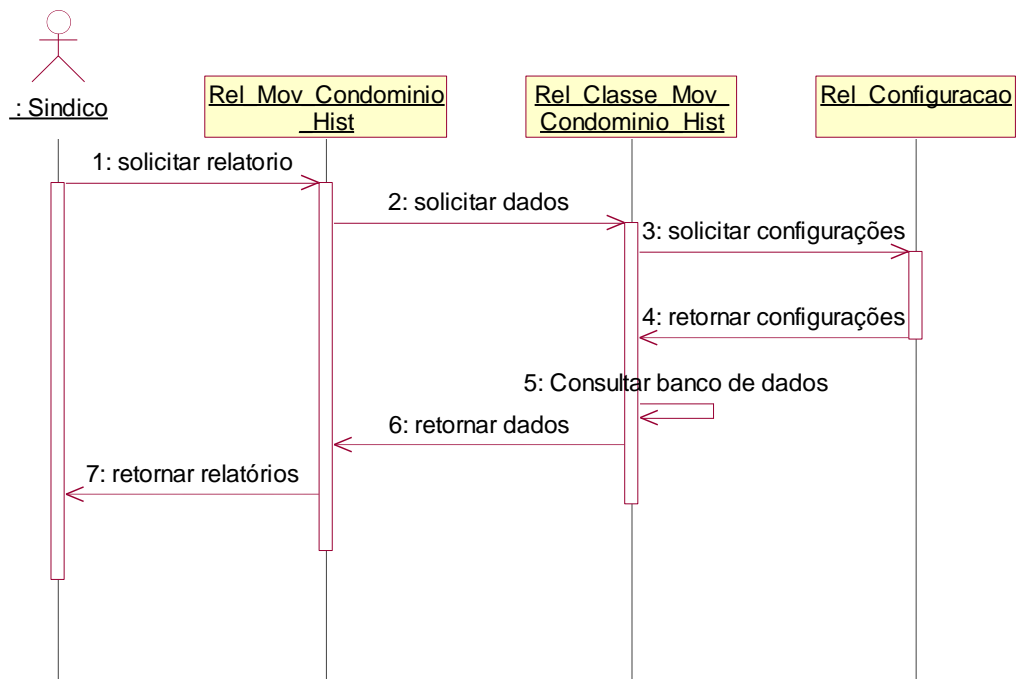 : Sindico
Rel_Mov_Condominio
_Hist
Rel_Classe_Mov_
Condominio_Hist
Rel_Configuracao
1: solicitar relatorio
2: solicitar dados
3: solicitar configurações
4: retornar configurações
5: Consultar banco de dados
6: retornar dados
7: retornar relatórios